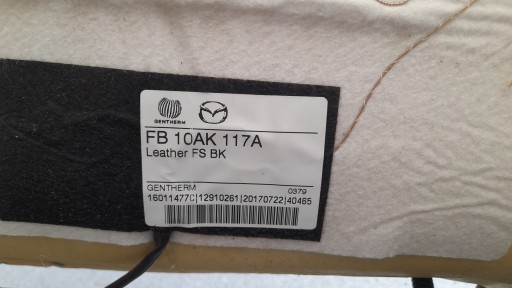 GENTHERM
FB 10AK 117A
Leather FS BK
GENTHERM 0379
16011477C|12910261|20170722|40465